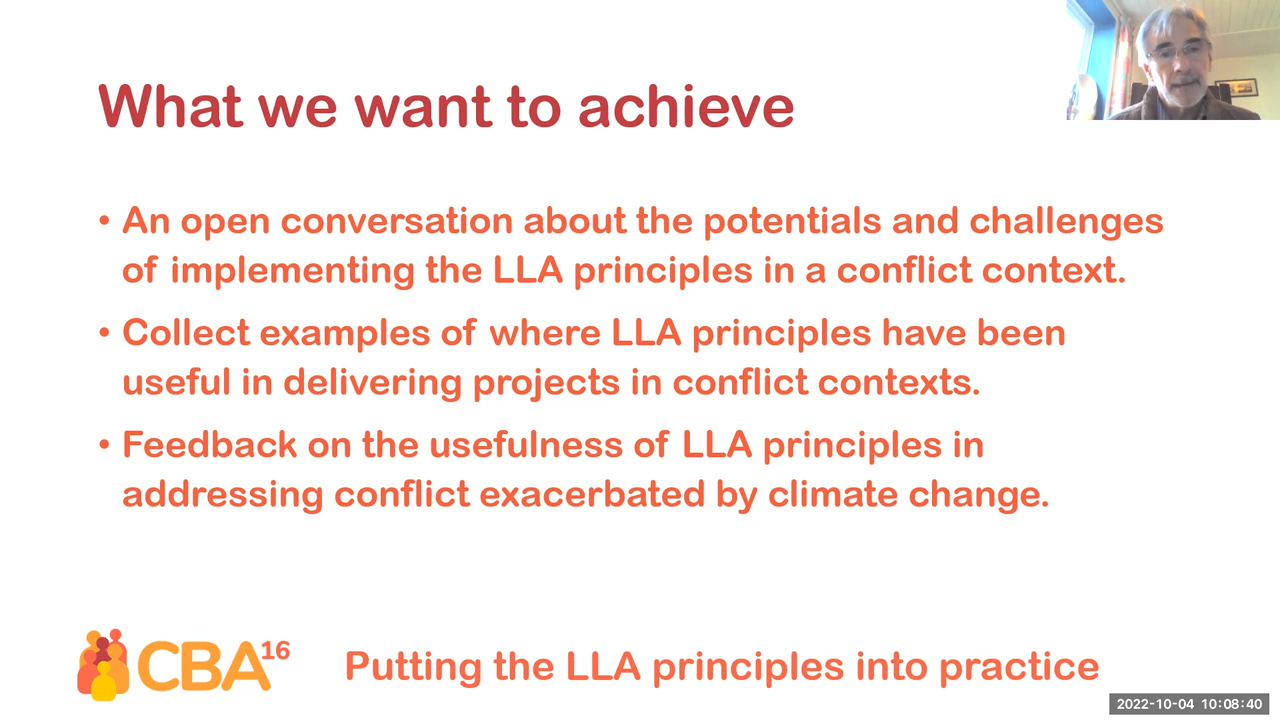 What we want to achieve
• An open conversation about the potentials and challenges
of implementing the LLA principles in a conflict context.
• Collect examples of where LLA principles have been
useful in delivering projects in conflict contexts.
• Feedback on the usefulness of LLA principles in
addressing conflict exacerbated by climate change.
CBA16
Putting the LLA principles into practice
2022-10-04 10:08:40